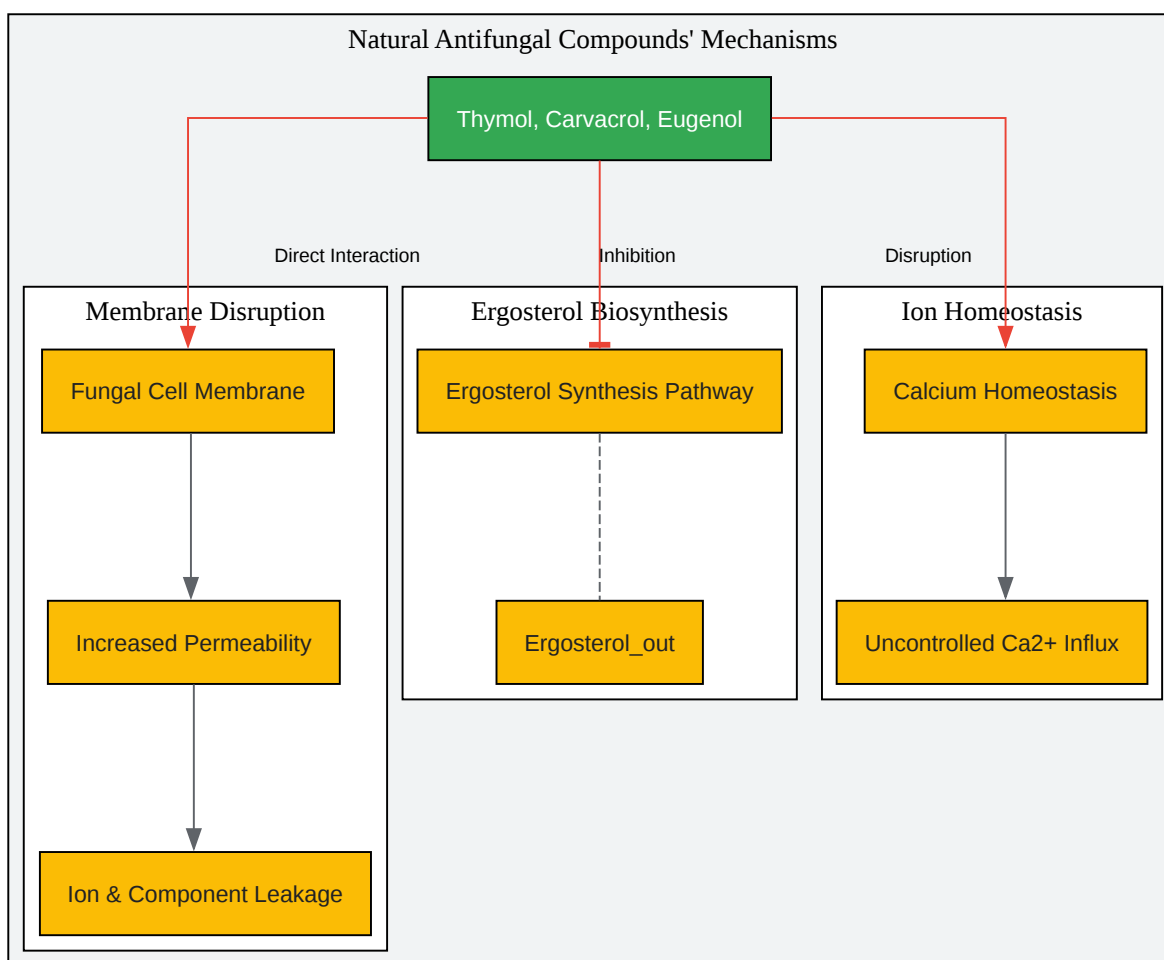 Natural Antifungal Compounds' Mechanisms
Thymol, Carvacrol, Eugenol
Direct Interaction
Inhibition
Disruption
Membrane Disruption
Ergosterol Biosynthesis
Ion Homeostasis
Fungal Cell Membrane
Ergosterol Synthesis Pathway
Calcium Homeostasis
Increased Permeability
Ergosterol_out
Uncontrolled Ca2+ Influx
Ion & Component Leakage